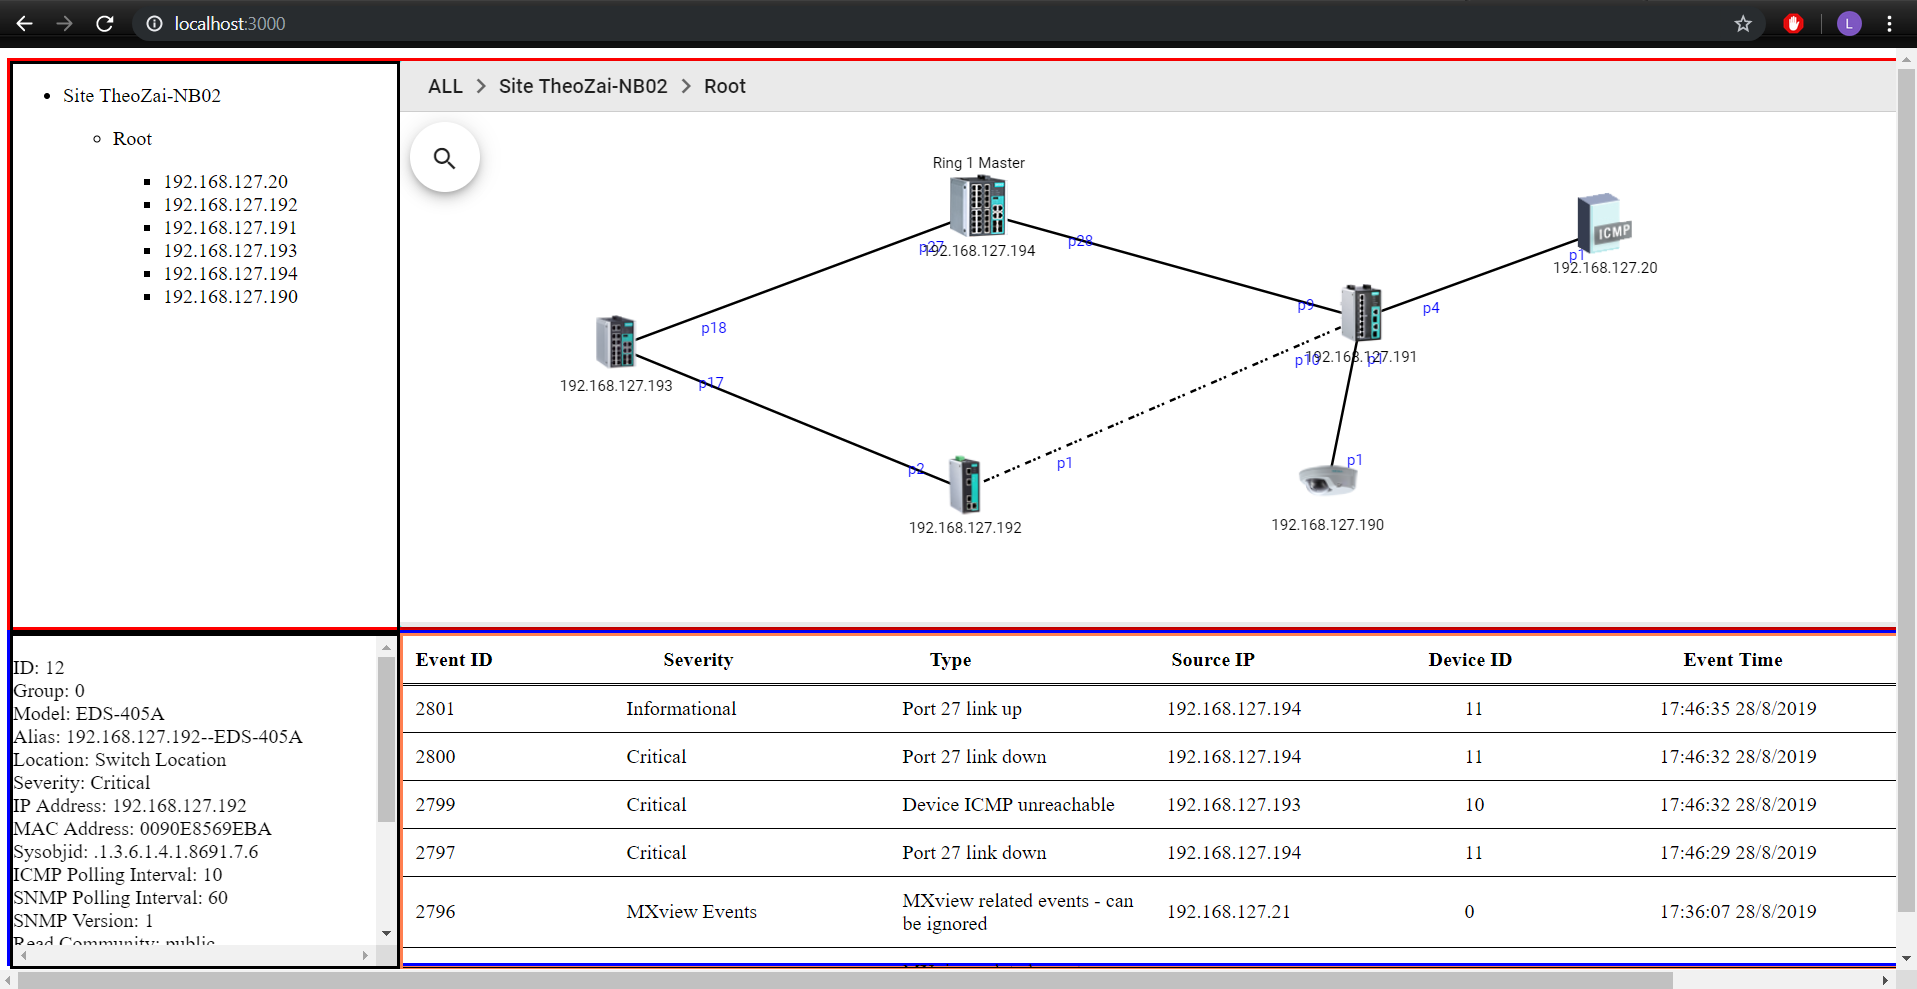 localhost:3000
L
Site TheoZai-NB02
Root
192.168.127.20
192.168.127.192
192.168.127.191
192.168.127.193
192.168.127.194
192.168.127.190
ALL > Site TheoZai-NB02 > Root
Ring 1 Master
p27
192.168.127.194
p28
ICMP
p1
192.168.127.20
p9
p4
p18
p10
192.168.127.191
p1
192.168.127.193
p17
p2
p1
p1
192.168.127.192
192.168.127.190
ID: 12
Group: 0
Model: EDS-405A
Alias: 192.168.127.192--EDS-405A
Location: Switch Location
Severity: Critical
IP Address: 192.168.127.192
MAC Address: 0090E8569EBA
Sysobjid: .1.3.6.1.4.1.8691.7.6
ICMP Polling Interval: 10
SNMP Polling Interval: 60
SNMP Version: 1
Read Community: public
Event ID Severity Type Source IP Device ID Event Time
2801 Informational Port 27 link up 192.168.127.194 11 17:46:35 28/8/2019
2800 Critical Port 27 link down 192.168.127.194 11 17:46:32 28/8/2019
2799 Critical Device ICMP unreachable 192.168.127.193 10 17:46:32 28/8/2019
2797 Critical Port 27 link down 192.168.127.194 11 17:46:29 28/8/2019
2796 MXview Events MXview related events - can be ignored 192.168.127.21 0 17:36:07 28/8/2019